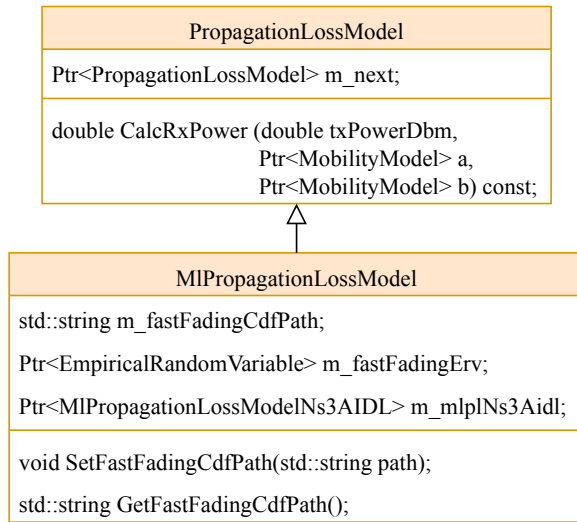 PropagationLossModel
Ptr<PropagationLossModel> m_next;
double CalcRxPower (double txPowerDbm,
Ptr<MobilityModel> a,
Ptr<MobilityModel> b) const;
MlPropagationLossModel
std::string m_fastFadingCdfPath;
Ptr<EmpiricalRandomVariable> m_fastFadingErv;
Ptr<MlPropagationLossModelNs3AIDL> m_mlplNs3Aidl;
void SetFastFadingCdfPath(std::string path);
std::string GetFastFadingCdfPath();